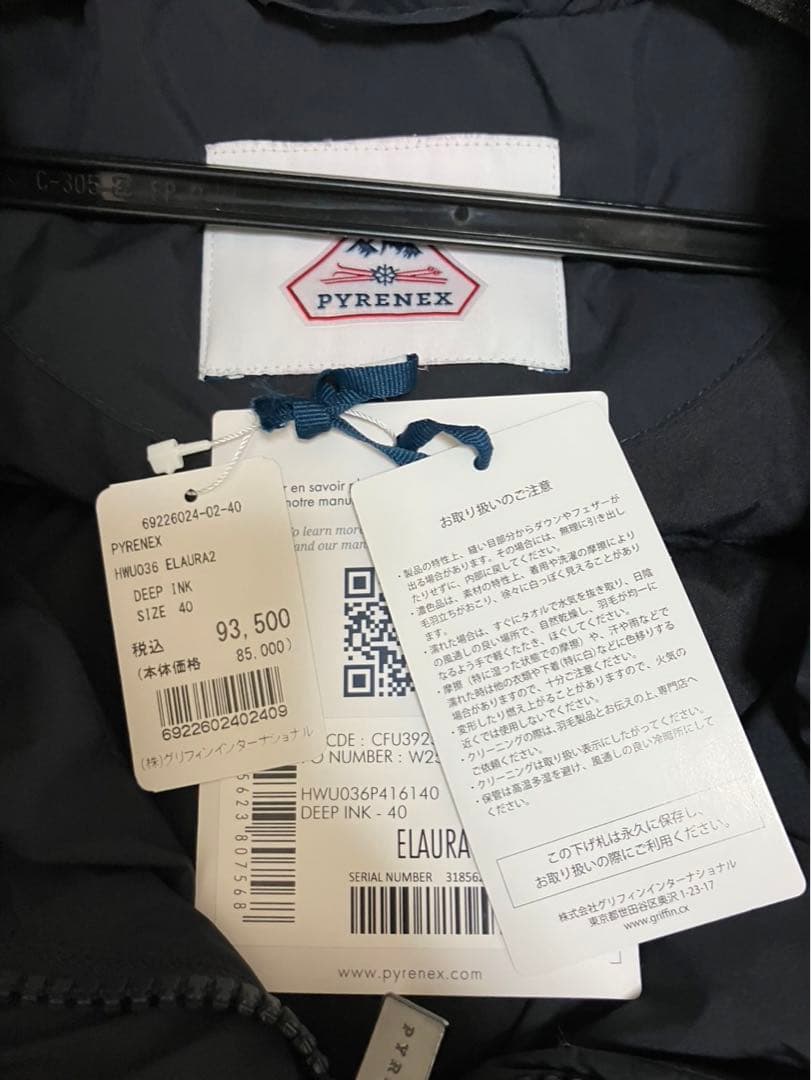 C-305
PYRENEX
69226024-02-40
PYRENEX
HWU036 ELAURA2
DEEP INK
SIZE 40
税込 93,500
(本体価格 85,000)
6922602402409
(株)グリフィンインターナショナル
en savoir
notre manu
To learn more
and our man
CDE : CFU392
O NUMBER : W2
HWU036P416140
DEEP INK - 40
ELAURA
SERIAL NUMBER 31856
5623807568
www.pyrenex.com
お取り扱いのご注意
・製品の特性上、縫い目部分からダウンやフェザーが
出る場合があります。その場合には、無理に引き出し
たりせずに、内部に戻してください。
・濃色品は、素材の特性上、着用や洗濯の摩擦により
毛羽立ちがおこり、徐々に白っぽく見えることがあり
ます。
・濡れた場合は、すぐにタオルで水気を抜き取り、日陰
の風通しの良い場所で、自然乾燥し、羽毛が均一に
なるよう手で軽くたたき、ほぐしてください。
・摩擦（特に湿った状態での摩擦）や、汗や雨などで
濡れた時は他の衣類や下着(特に白)などに色移りする
場合がありますので、十分ご注意ください。
・変形したり燃え上がることがありますので、火気の
近くでは使用しないでください。
・クリーニングの際は、羽毛製品とお伝えの上、専門店へ
ご依頼ください。
・クリーニングは取り扱い表示にしたがってください。
・保管は高温多湿を避け、風通しの良い冷暗所にして
ください。
この下げ札は永久に保存し、
お取り扱いの際にご利用ください。
株式会社グリフィンインターナショナル
東京都世田谷区奥沢1-23-17
www.griffin.cx
PYR